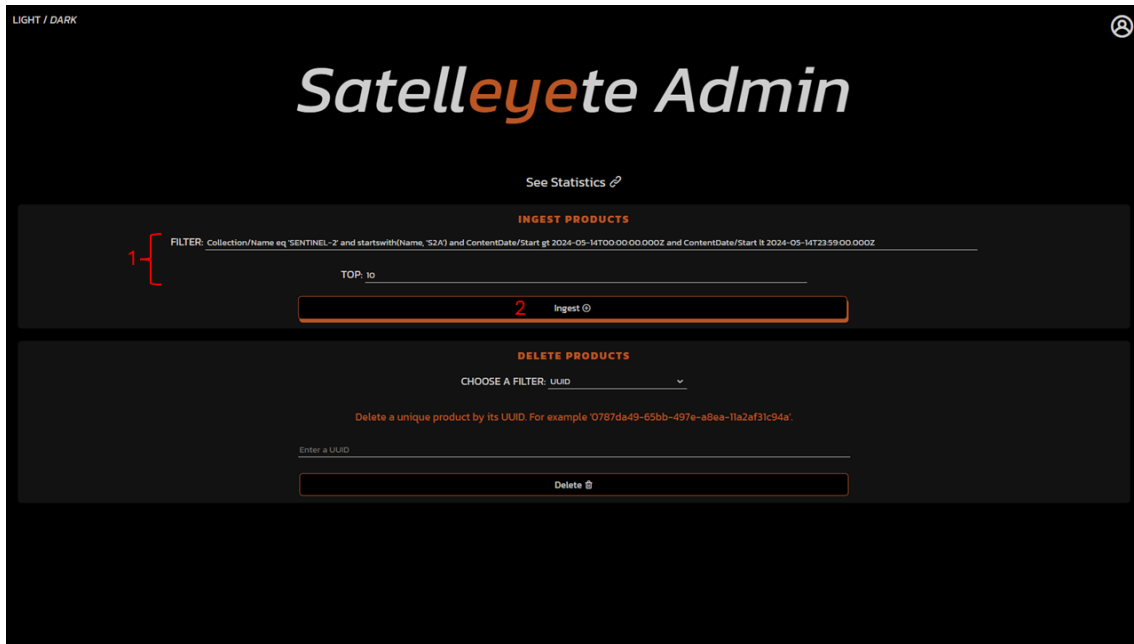 LIGHT / DARK
Satelleyete Admin
See Statistics
INGEST PRODUCTS
1
FILTER: Collection/Name eq 'SENTINEL-2' and startswith(Name, 'S2A') and ContentDate/Start gt 2024-05-14T00:00:00.000Z and ContentDate/Start lt 2024-05-14T23:59:00.000Z
TOP: 10
2 Ingest
DELETE PRODUCTS
CHOOSE A FILTER: UUID
Delete a unique product by its UUID. For example '0787da49-65bb-497e-a8ea-11a2af31c94a'.
Enter a UUID
Delete